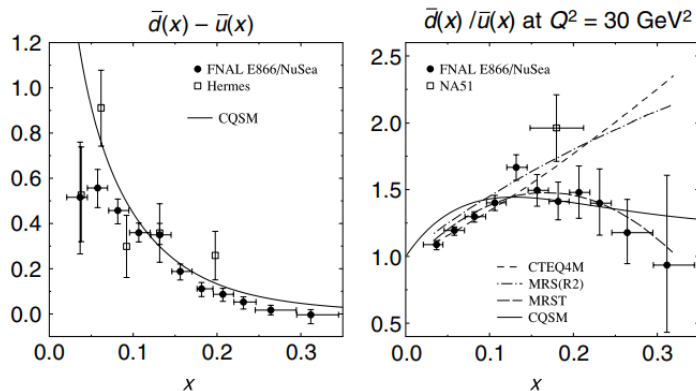 d̄(x) − ū(x)
1.2
1.0
0.8
0.6
0.4
0.2
0.0
FNAL E866/NuSea
Hermes
CQSM
0.0 0.1 0.2 0.3
x
d̄(x) /ū(x) at Q² = 30 GeV²
2.5
2.0
1.5
1.0
0.5
FNAL E866/NuSea
NA51
CTEQ4M
MRS(R2)
MRST
CQSM
0.0 0.1 0.2 0.3
x